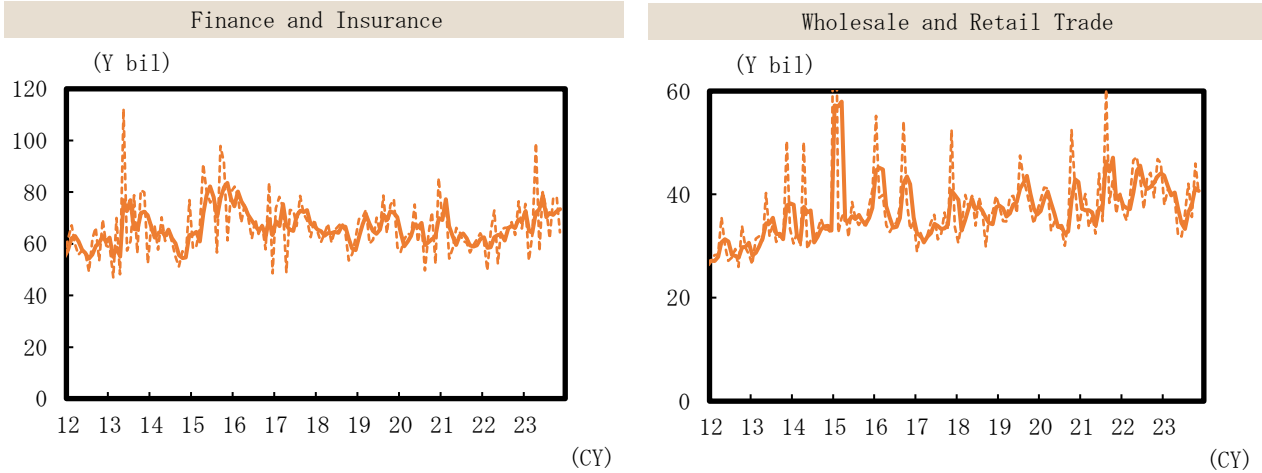 Finance and Insurance
(Y bil)
120
100
80
60
40
20
0
12 13 14 15 16 17 18 19 20 21 22 23
(CY)
Wholesale and Retail Trade
(Y bil)
60
40
20
0
12 13 14 15 16 17 18 19 20 21 22 23
(CY)